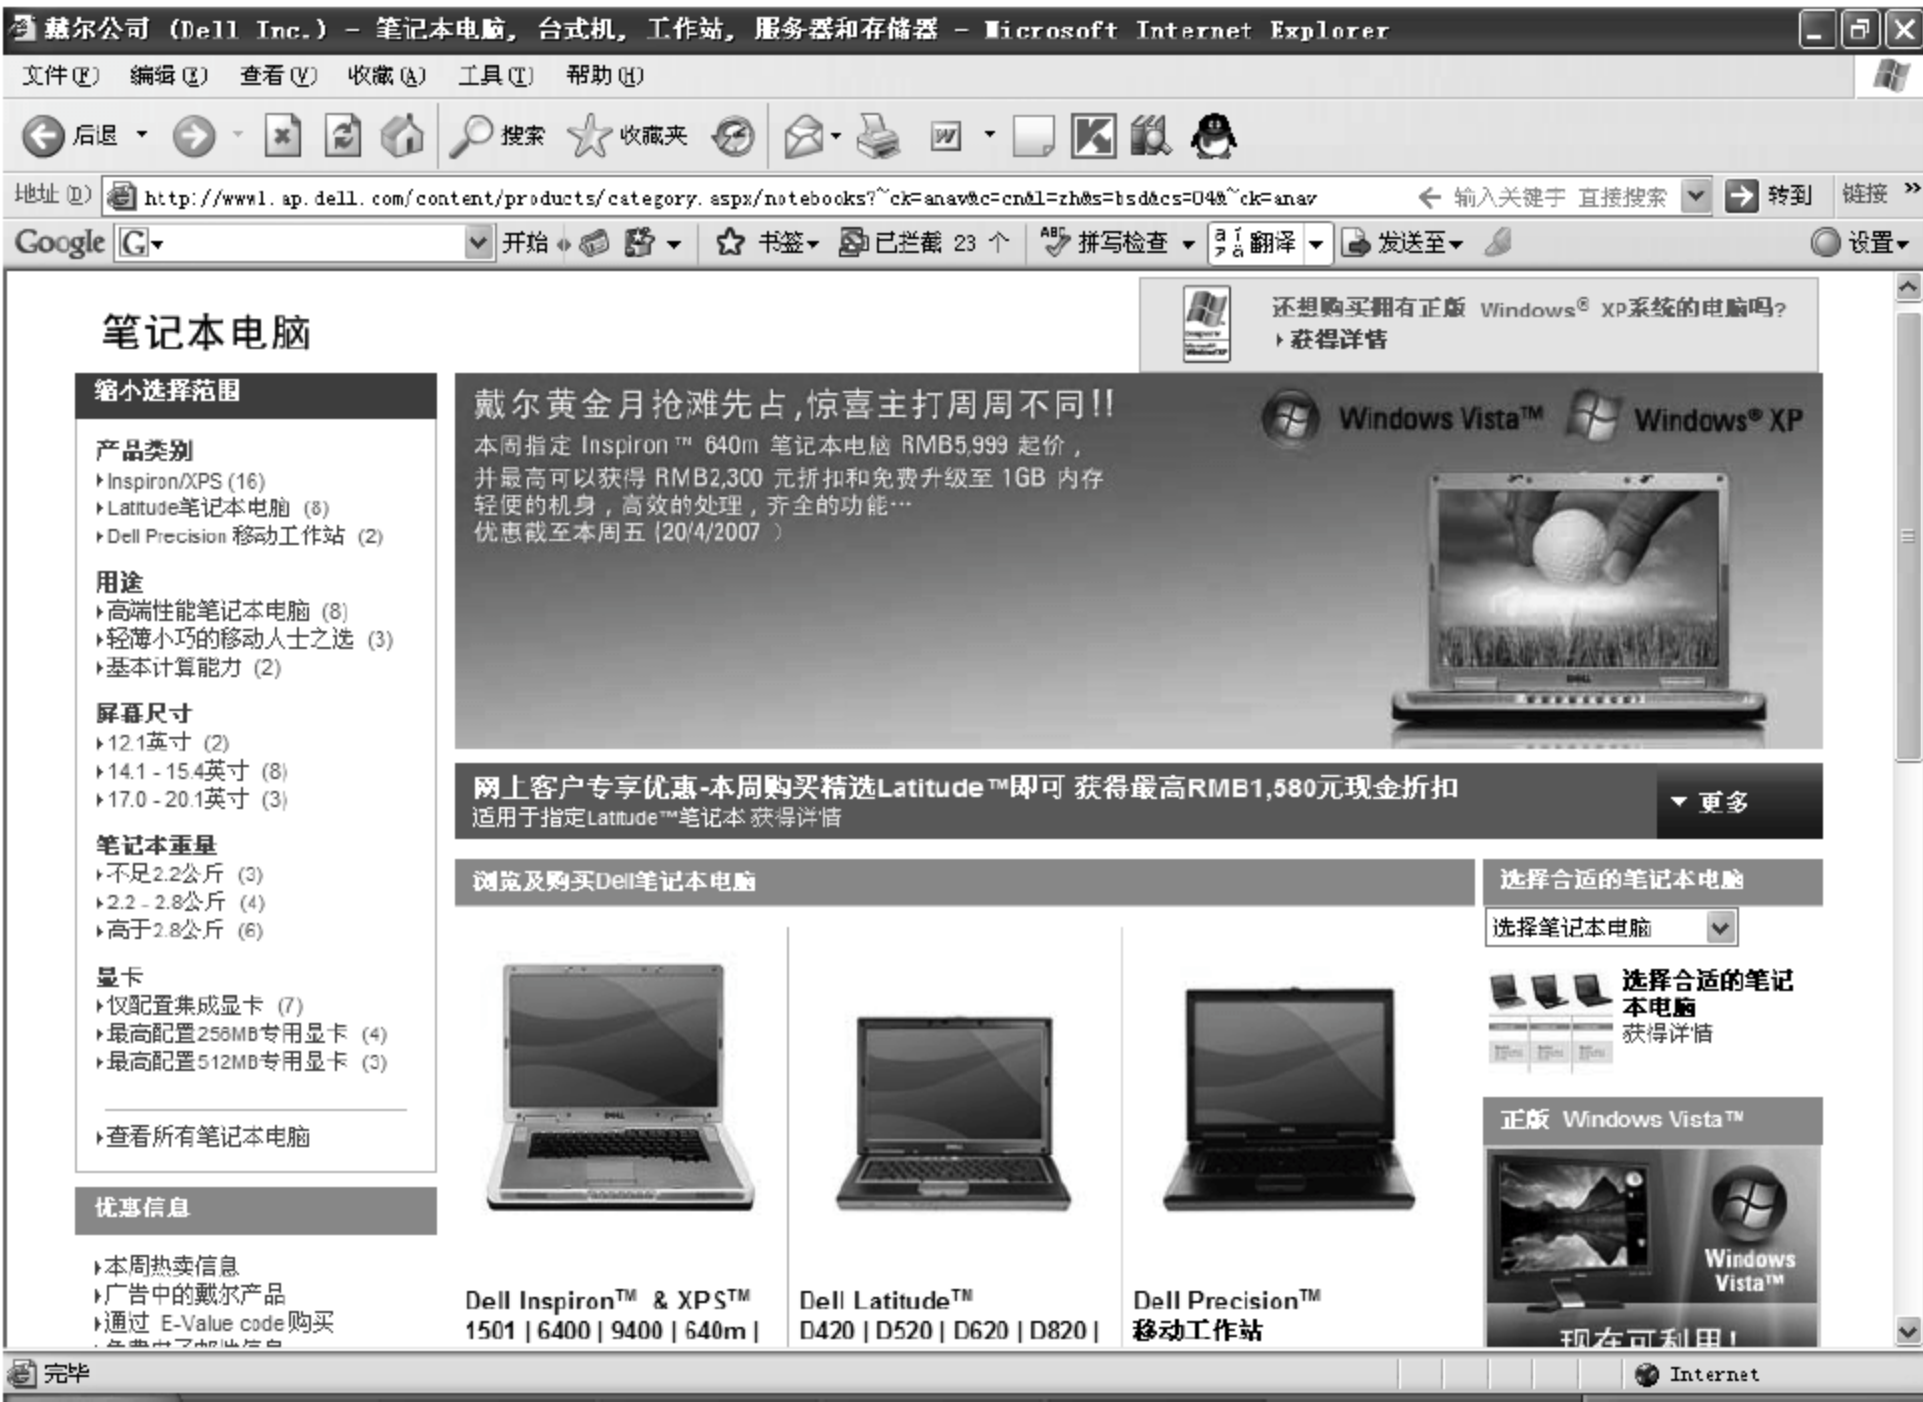 戴尔公司 (Dell Inc.) - 笔记本电脑, 台式机, 工作站, 服务器和存储器 - Microsoft Internet Explorer
文件(F) 编辑(E) 查看(V) 收藏(A) 工具(T) 帮助(H)
后退 搜索 收藏夹
地址(D) http://www1.ap.dell.com/content/products/category.aspx/notebooks?~ck=anav&c=cn&l=zh&s=bsd&cs=04&~ck=anav 输入关键字 直接搜索 转到 链接 »
Google G 开始 书签 已拦截 23 个 拼写检查 翻译 发送至 设置
笔记本电脑
还想购买拥有正版 Windows® XP系统的电脑吗?
获得详情
缩小选择范围
产品类别
Inspiron/XPS (16)
Latitude笔记本电脑 (8)
Dell Precision 移动工作站 (2)
用途
高端性能笔记本电脑 (8)
轻薄小巧的移动人士之选 (3)
基本计算能力 (2)
屏幕尺寸
12.1英寸 (2)
14.1 - 15.4英寸 (8)
17.0 - 20.1英寸 (3)
笔记本重量
不足2.2公斤 (3)
2.2 - 2.8公斤 (4)
高于2.8公斤 (6)
显卡
仅配置集成显卡 (7)
最高配置256MB专用显卡 (4)
最高配置512MB专用显卡 (3)
查看所有笔记本电脑
优惠信息
本周热卖信息
广告中的戴尔产品
通过 E-Value code购买
戴尔黄金月抢滩先占,惊喜主打周周不同!!
本周指定 Inspiron™ 640m 笔记本电脑 RMB5,999 起价,
并最高可以获得 RMB2,300 元折扣和免费升级至 1GB 内存
轻便的机身,高效的处理,齐全的功能…
优惠截至本周五 (20/4/2007 )
Windows Vista™ Windows® XP
DELL
网上客户专享优惠-本周购买精选Latitude™即可 获得最高RMB1,580元现金折扣
适用于指定Latitude™笔记本 获得详情
更多
浏览及购买Dell笔记本电脑
Dell Inspiron™ & XPS™
1501 | 6400 | 9400 | 640m |
Dell Latitude™
D420 | D520 | D620 | D820 |
Dell Precision™
移动工作站
选择合适的笔记本电脑
选择笔记本电脑
选择合适的笔记
本电脑
获得详情
正版 Windows Vista™
Windows
Vista™
现在可利用!
完毕 Internet